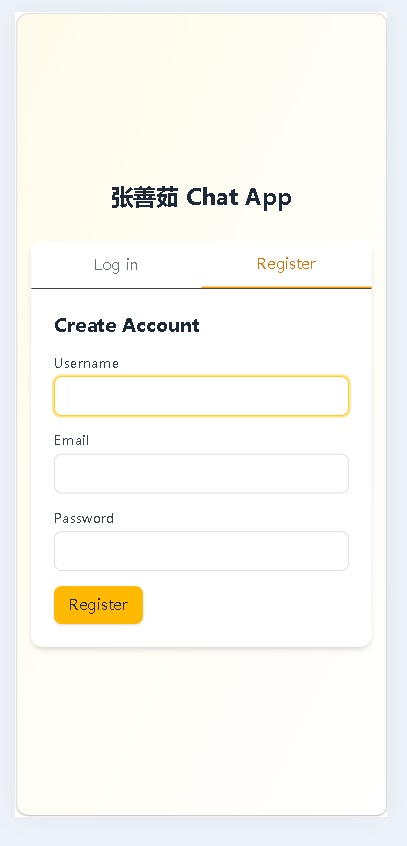 张善茹 Chat App
Log in
Register
Create Account
Username
Email
Password
Register